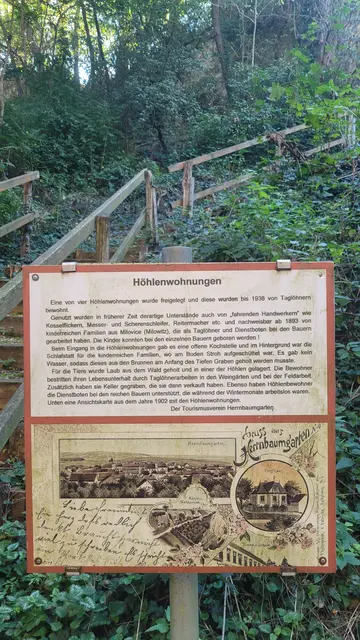 Höhlenwohnungen
Eine von vier Höhlenwohnungen wurde freigelegt und diese wurden bis 1938 von Taglöhnern
bewohnt.
Genutzt wurden in früherer Zeit derartige Unterstände auch von „fahrenden Handwerkern" wie
Kesselflickern, Messer- und Scherenschleifer, Reitermacher etc. und nachweisbar ab 1893 von
kinderreichen Familien aus Milovice (Milowitz), die als Taglöhner und Dienstboten bei den Bauern
gearbeitet haben. Die Kinder konnten bei den einzelnen Bauern geboren werden !
Beim Eingang in die Höhlenwohnungen gab es eine offene Kochstelle und im Hintergrund war die
Schlafstatt für die kinderreichen Familien, wo am Boden Stroh aufgeschüttet war. Es gab kein
Wasser, sodass dieses aus den Brunnen am Anfang des Tiefen Graben geholt werden musste.
Für die Tiere wurde Laub aus dem Wald geholt und in einer der Höhlen gelagert. Die Bewohner
bestritten ihren Lebensunterhalt durch Taglöhnerarbeiten in den Weingärten und bei der Feldarbeit.
Zusätzlich haben sie Keller gegraben, die sie dann verkauft haben. Ebenso haben Höhlenbewohner
die Dienstboten bei den reichen Bauern unterstützt, die während der Wintermonate arbeitslos waren.
Unten eine Ansichtskarte aus dem Jahre 1902 mit den Höhlenwohnungen.
Der Tourismusverein Herrnbaumgarten
Gruss aus
Herrnbaumgarten
Herrnbaumgarten